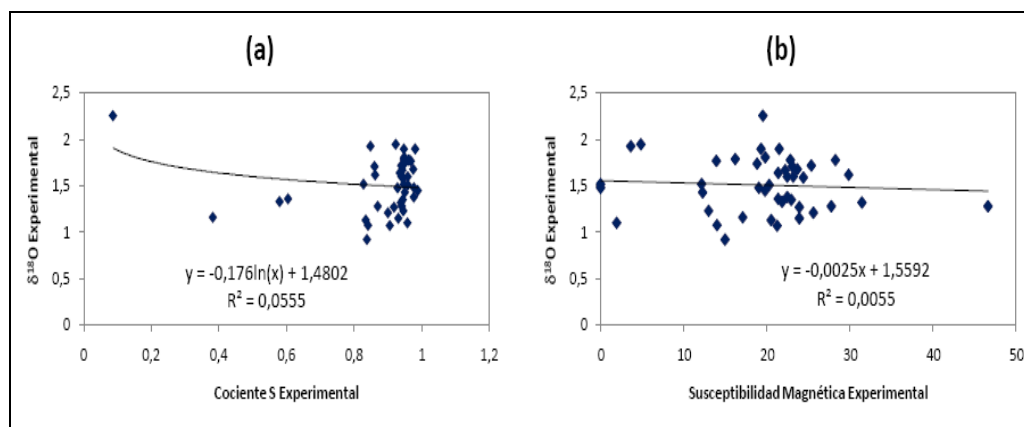 (a)
2,5
2
1,5
1
0,5
0
δ¹⁸O Experimental
y = -0,176ln(x) + 1,4802
R² = 0,0555
0 0,2 0,4 0,6 0,8 1 1,2
Cociente S Experimental
(b)
2,5
2
1,5
1
0,5
0
δ¹⁸O Experimental
y = -0,0025x + 1,5592
R² = 0,0055
0 10 20 30 40 50
Susceptibilidad Magnética Experimental